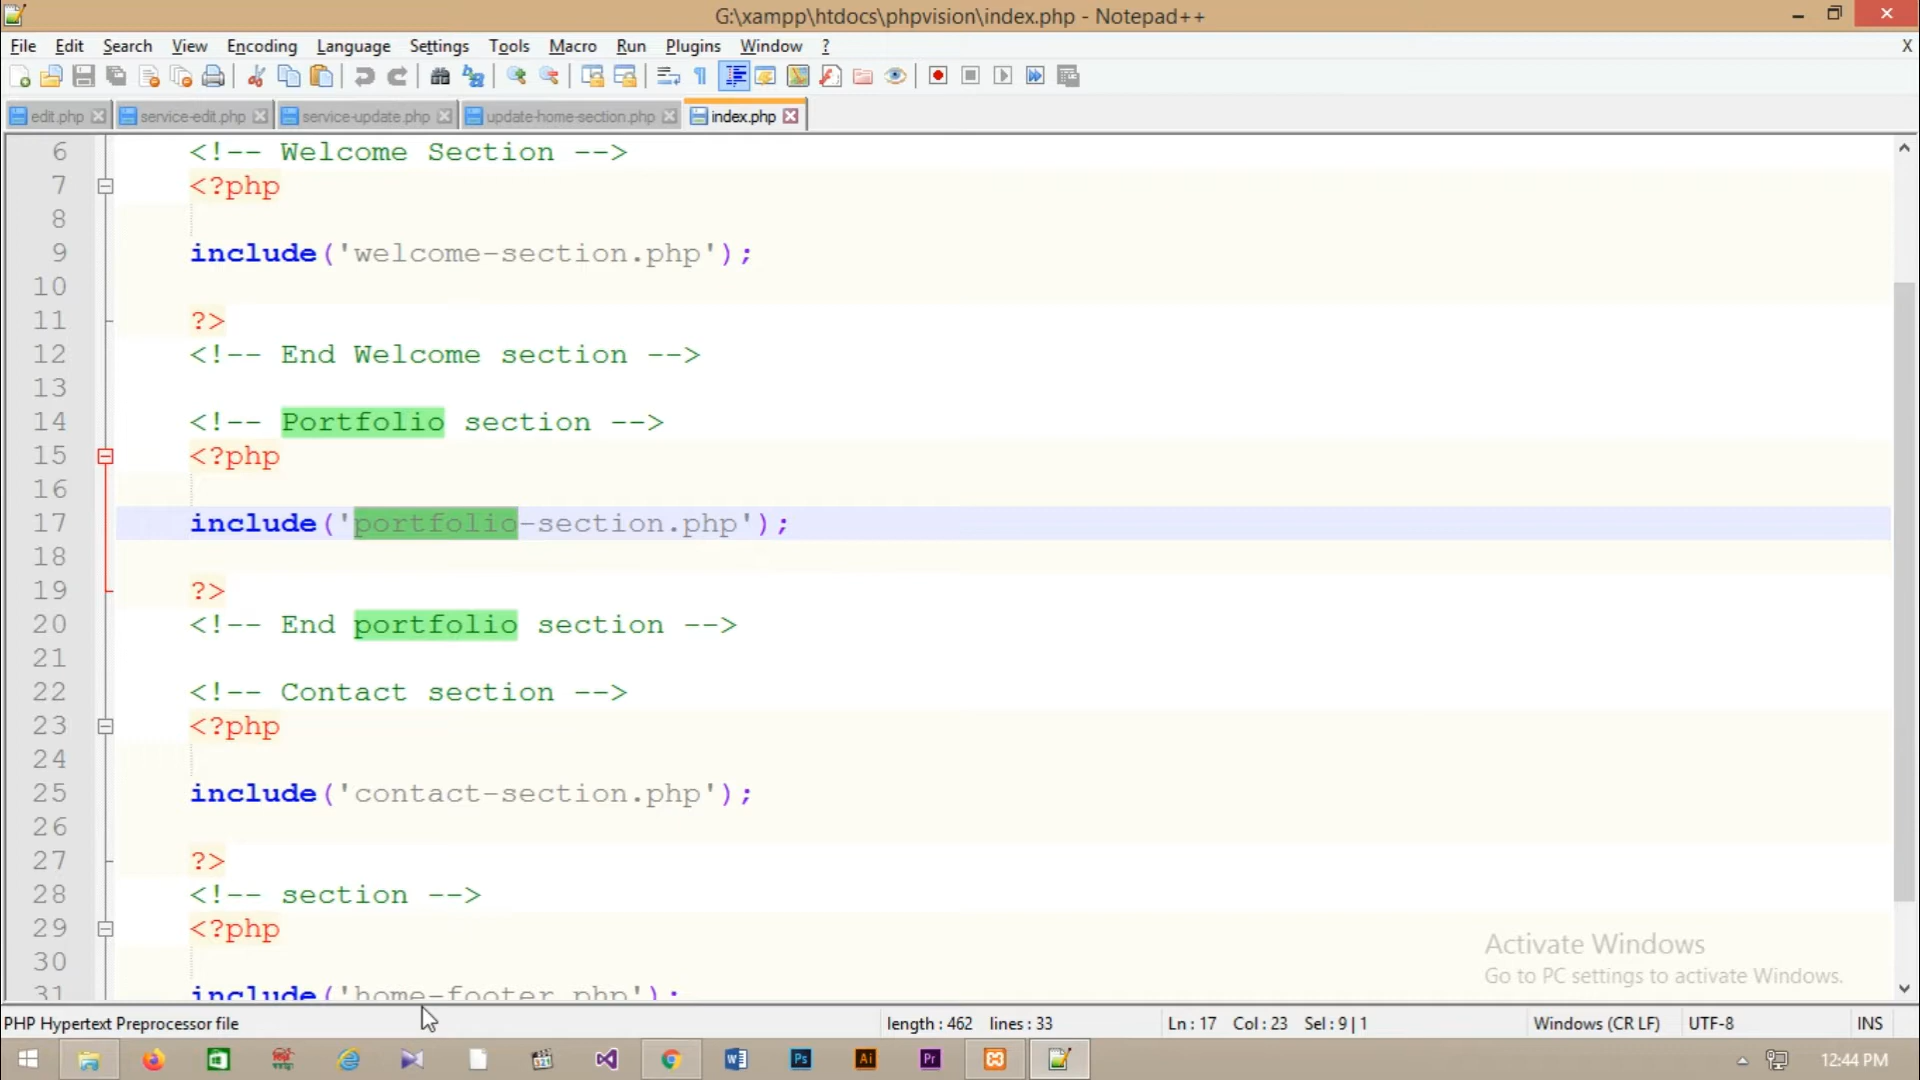 G:\xampp\htdocs\phpvision\index.php - Notepad++
File Edit Search View Encoding Language Settings Tools Macro Run Plugins Window ? X
edit.php service-edit.php service-update.php update-home-section.php index.php
6 <!-- Welcome Section -->
7 <?php
8
9 include('welcome-section.php');
10
11 ?>
12 <!-- End Welcome section -->
13
14 <!-- Portfolio section -->
15 <?php
16
17 include('portfolio-section.php');
18
19 ?>
20 <!-- End portfolio section -->
21
22 <!-- Contact section -->
23 <?php
24
25 include('contact-section.php');
26
27 ?>
28 <!-- section -->
29 <?php
30
31 include('home-footer.php');
Activate Windows
Go to PC settings to activate Windows.
PHP Hypertext Preprocessor file length : 462 lines : 33 Ln : 17 Col : 23 Sel : 9 | 1 Windows (CR LF) UTF-8 INS
W Ps Ai Pr 12:44 PM